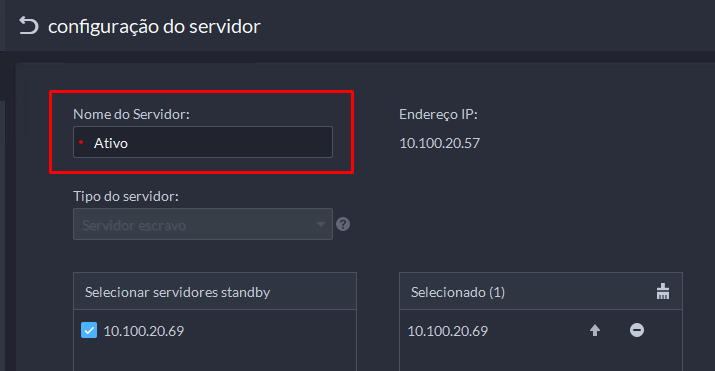 configuração do servidor
Nome do Servidor:
Endereço IP:
* Ativo
10.100.20.57
Tipo do servidor:
Servidor escravo
Selecionar servidores standby
Selecionado (1)
10.100.20.69
10.100.20.69